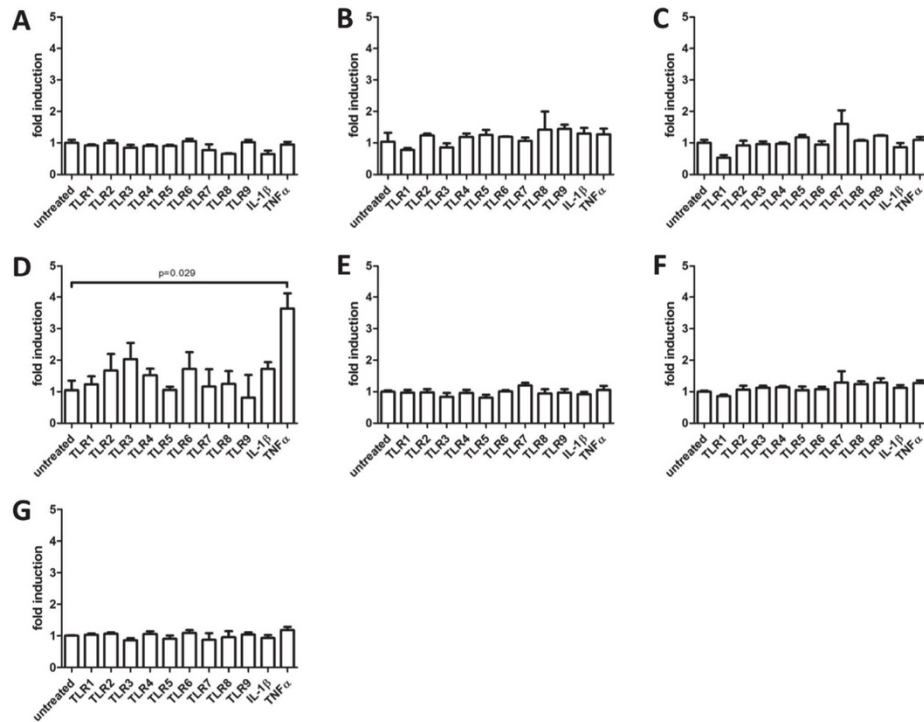 A
5
4
3
2
1
0
fold induction
untreated
TLR1
TLR2
TLR3
TLR4
TLR5
TLR6
TLR7
TLR8
TLR9
IL-1β
TNFα
B
5
4
3
2
1
0
fold induction
untreated
TLR1
TLR2
TLR3
TLR4
TLR5
TLR6
TLR7
TLR8
TLR9
IL-1β
TNFα
C
5
4
3
2
1
0
fold induction
untreated
TLR1
TLR2
TLR3
TLR4
TLR5
TLR6
TLR7
TLR8
TLR9
IL-1β
TNFα
D
p=0.029
5
4
3
2
1
0
fold induction
untreated
TLR1
TLR2
TLR3
TLR4
TLR5
TLR6
TLR7
TLR8
TLR9
IL-1β
TNFα
E
5
4
3
2
1
0
fold induction
untreated
TLR1
TLR2
TLR3
TLR4
TLR5
TLR6
TLR7
TLR8
TLR9
IL-1β
TNFα
F
5
4
3
2
1
0
fold induction
untreated
TLR1
TLR2
TLR3
TLR4
TLR5
TLR6
TLR7
TLR8
TLR9
IL-1β
TNFα
G
5
4
3
2
1
0
fold induction
untreated
TLR1
TLR2
TLR3
TLR4
TLR5
TLR6
TLR7
TLR8
TLR9
IL-1β
TNFα